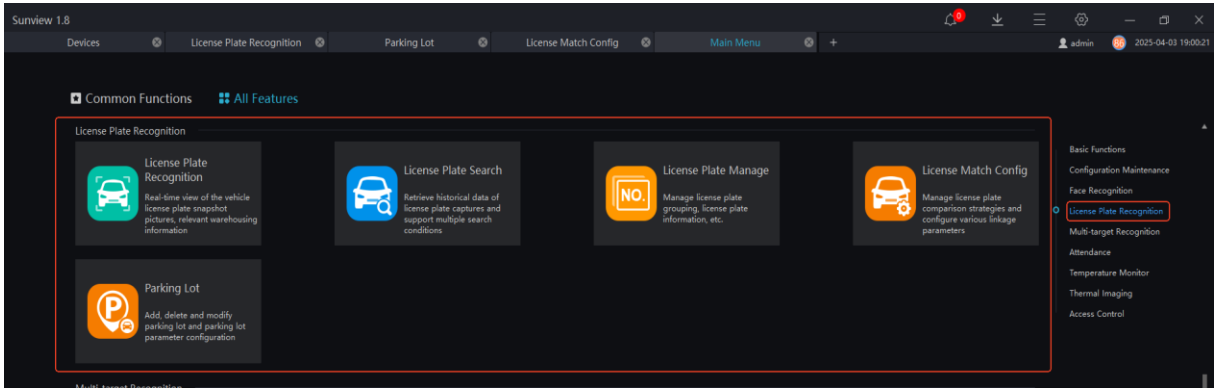 Sunview 1.8
0
Devices
License Plate Recognition
Parking Lot
License Match Config
Main Menu
+
admin
86
2025-04-03 19:00:21
Common Functions
All Features
License Plate Recognition
License Plate
Recognition
Real-time view of the vehicle
license plate snapshot
pictures, relevant warehousing
information
License Plate Search
Retrieve historical data of
license plate captures and
support multiple search
conditions
NO.
License Plate Manage
Manage license plate
grouping, license plate
information, etc.
License Match Config
Manage license plate
comparison strategies and
configure various linkage
parameters
P
Parking Lot
Add, delete and modify
parking lot and parking lot
parameter configuration
Basic Functions
Configuration Maintenance
Face Recognition
License Plate Recognition
Multi-target Recognition
Attendance
Temperature Monitor
Thermal Imaging
Access Control
Multi-target Recognition